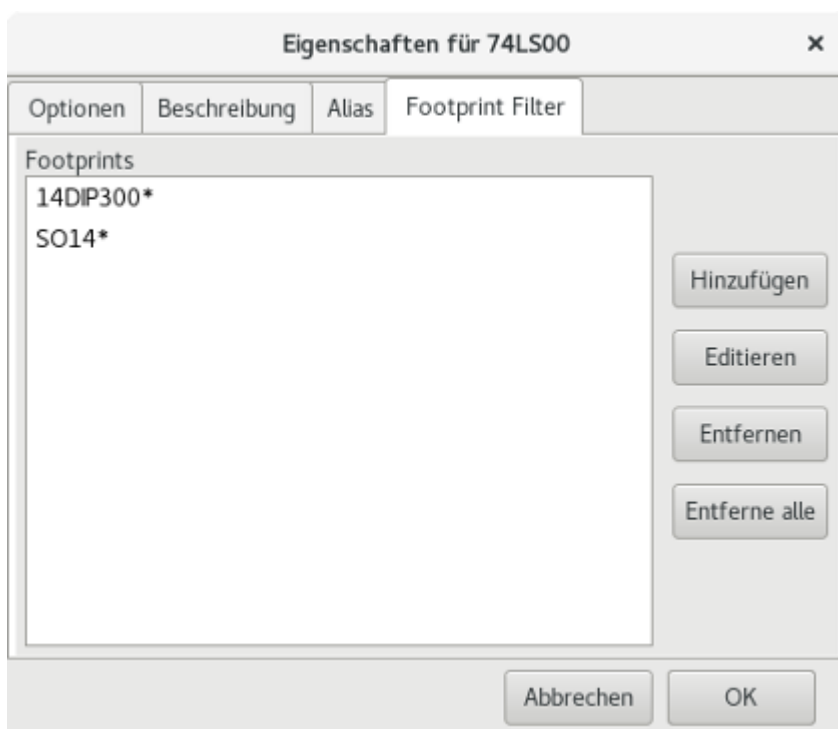 Eigenschaften für 74LS00
Optionen Beschreibung Alias Footprint Filter
Footprints
14DIP300*
SO14*
Hinzufügen
Editieren
Entfernen
Entferne alle
Abbrechen OK